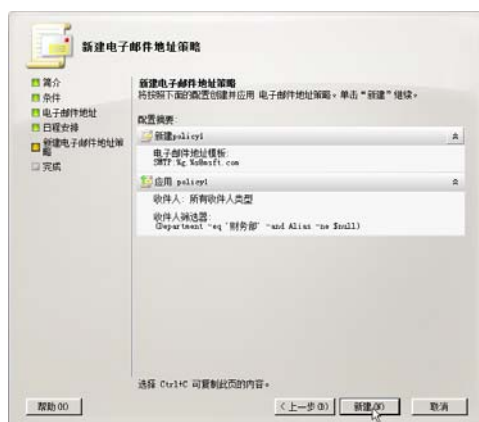 新建电子邮件地址策略
简介
条件
电子邮件地址
日程安排
新建电子邮件地址策
略
完成
新建电子邮件地址策略
将按照下面的配置创建并应用 电子邮件地址策略。单击"新建"继续。
配置摘要:
新建policy1
电子邮件地址模板:
SMTP:%g.%s@msft.com
应用 policy1
收件人: 所有收件人类型
收件人筛选器:
(Department -eq '财务部' -and Alias -ne $null)
选择 Ctrl+C 可复制此页的内容。
帮助(H)
<上一步(B)
新建(N)
取消